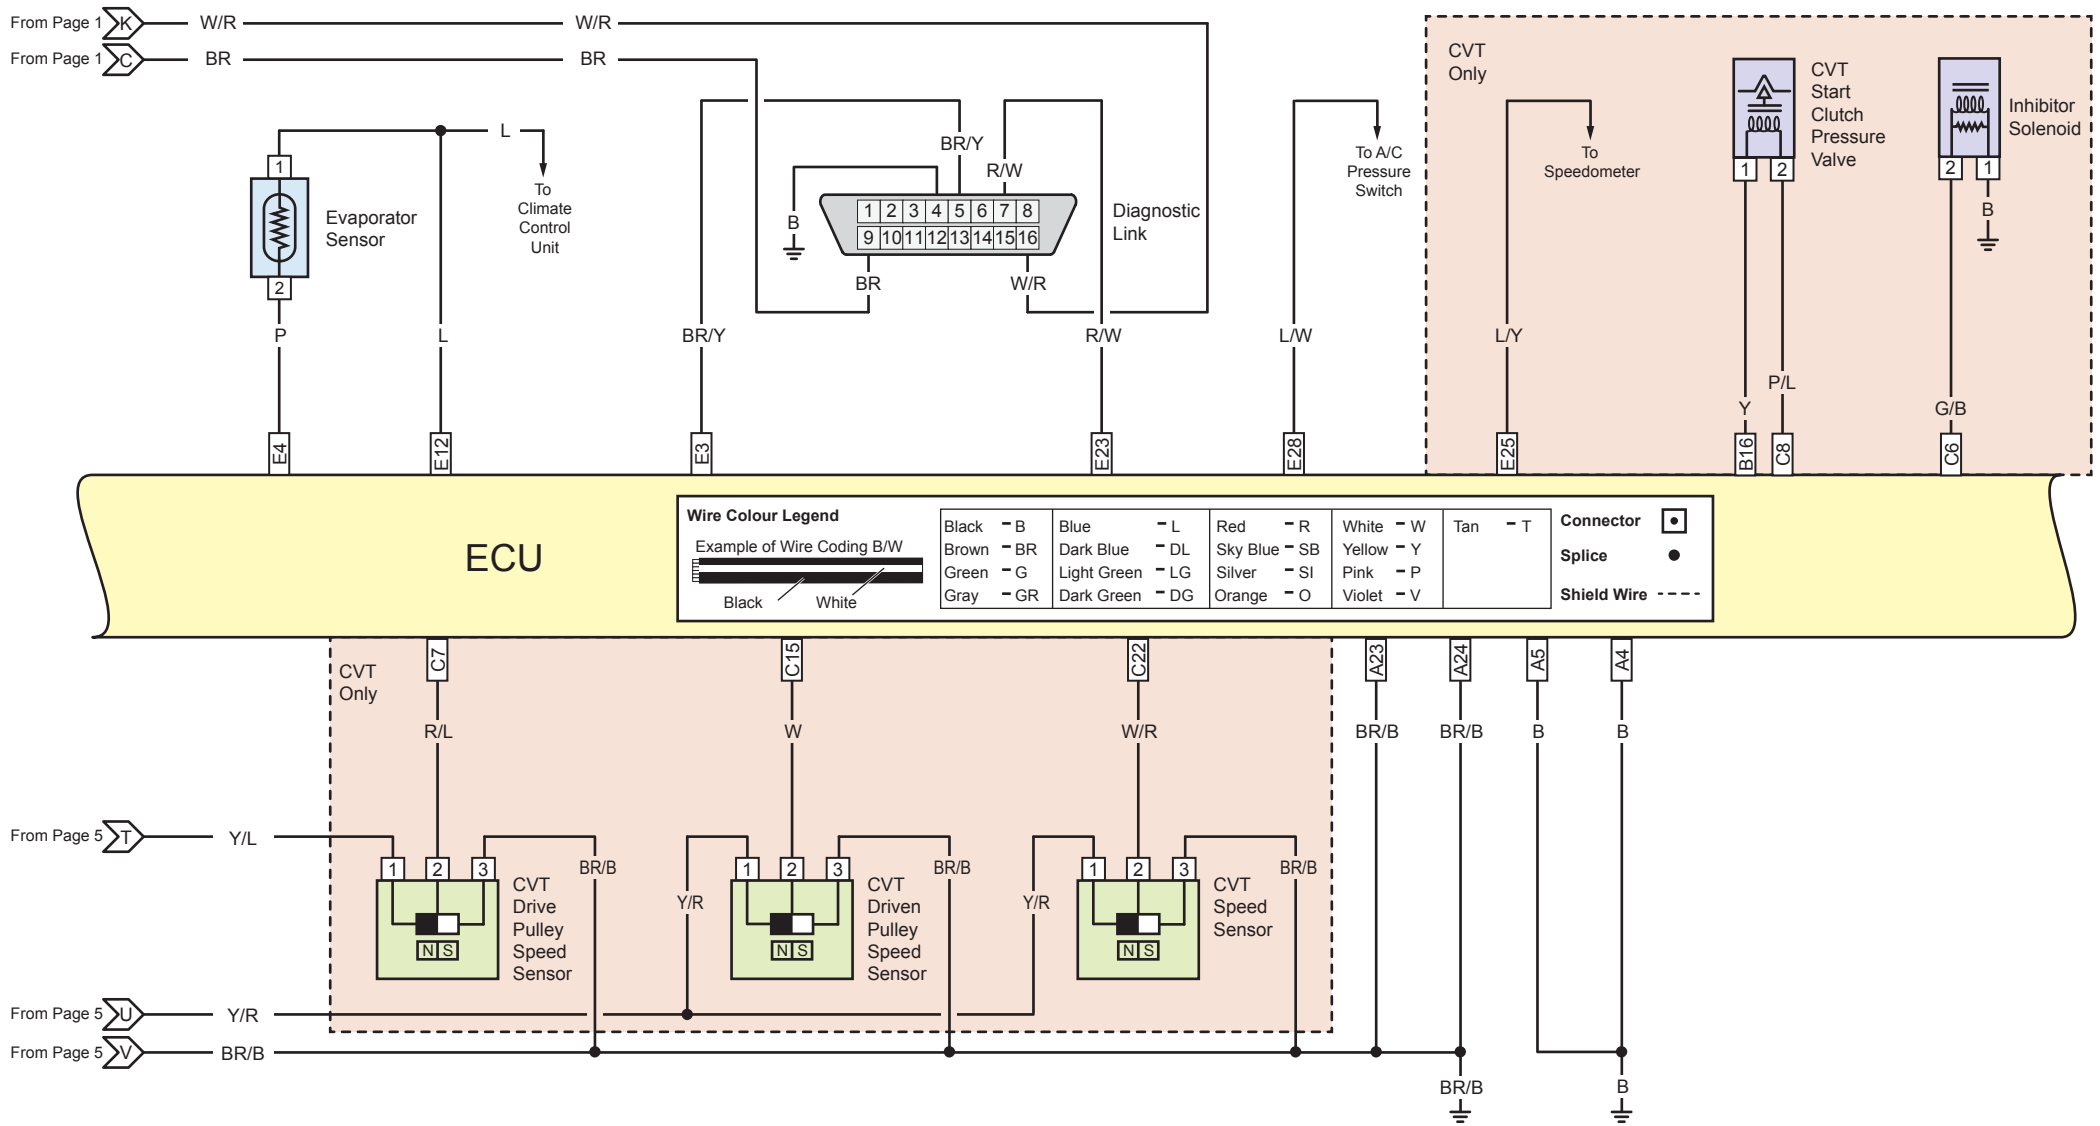 From Page 1 K W/R W/R
From Page 1 C BR BR
CVT
Only
CVT
Start
Clutch
Pressure
Valve
1 2
Inhibitor
Solenoid
2 1
B
L
To
Climate
Control
Unit
1
Evaporator
Sensor
2
BR/Y
R/W
B
1 2 3 4 5 6 7 8
9 10 11 12 13 14 15 16
Diagnostic
Link
BR W/R
To A/C
Pressure
Switch
To
Speedometer
P L BR/Y R/W L/W L/Y
P/L
Y G/B
E4 E12 E3 E23 E28 E25 B16 C8 C6
ECU
Wire Colour Legend
Example of Wire Coding B/W
Black White
Black - B Blue - L Red - R White - W Tan - T
Brown - BR Dark Blue - DL Sky Blue - SB Yellow - Y
Green - G Light Green - LG Silver - SI Pink - P
Gray - GR Dark Green - DG Orange - O Violet - V
Connector
Splice
Shield Wire
C7 C15 C22 A23 A24 A5 A4
CVT
Only
R/L W W/R BR/B BR/B B B
From Page 5 T Y/L
1 2 3 BR/B
CVT
Drive
Pulley
Speed
Sensor
N S
Y/R
1 2 3 BR/B
CVT
Driven
Pulley
Speed
Sensor
N S
Y/R
1 2 3 BR/B
CVT
Speed
Sensor
N S
From Page 5 U Y/R
From Page 5 V BR/B
BR/B B